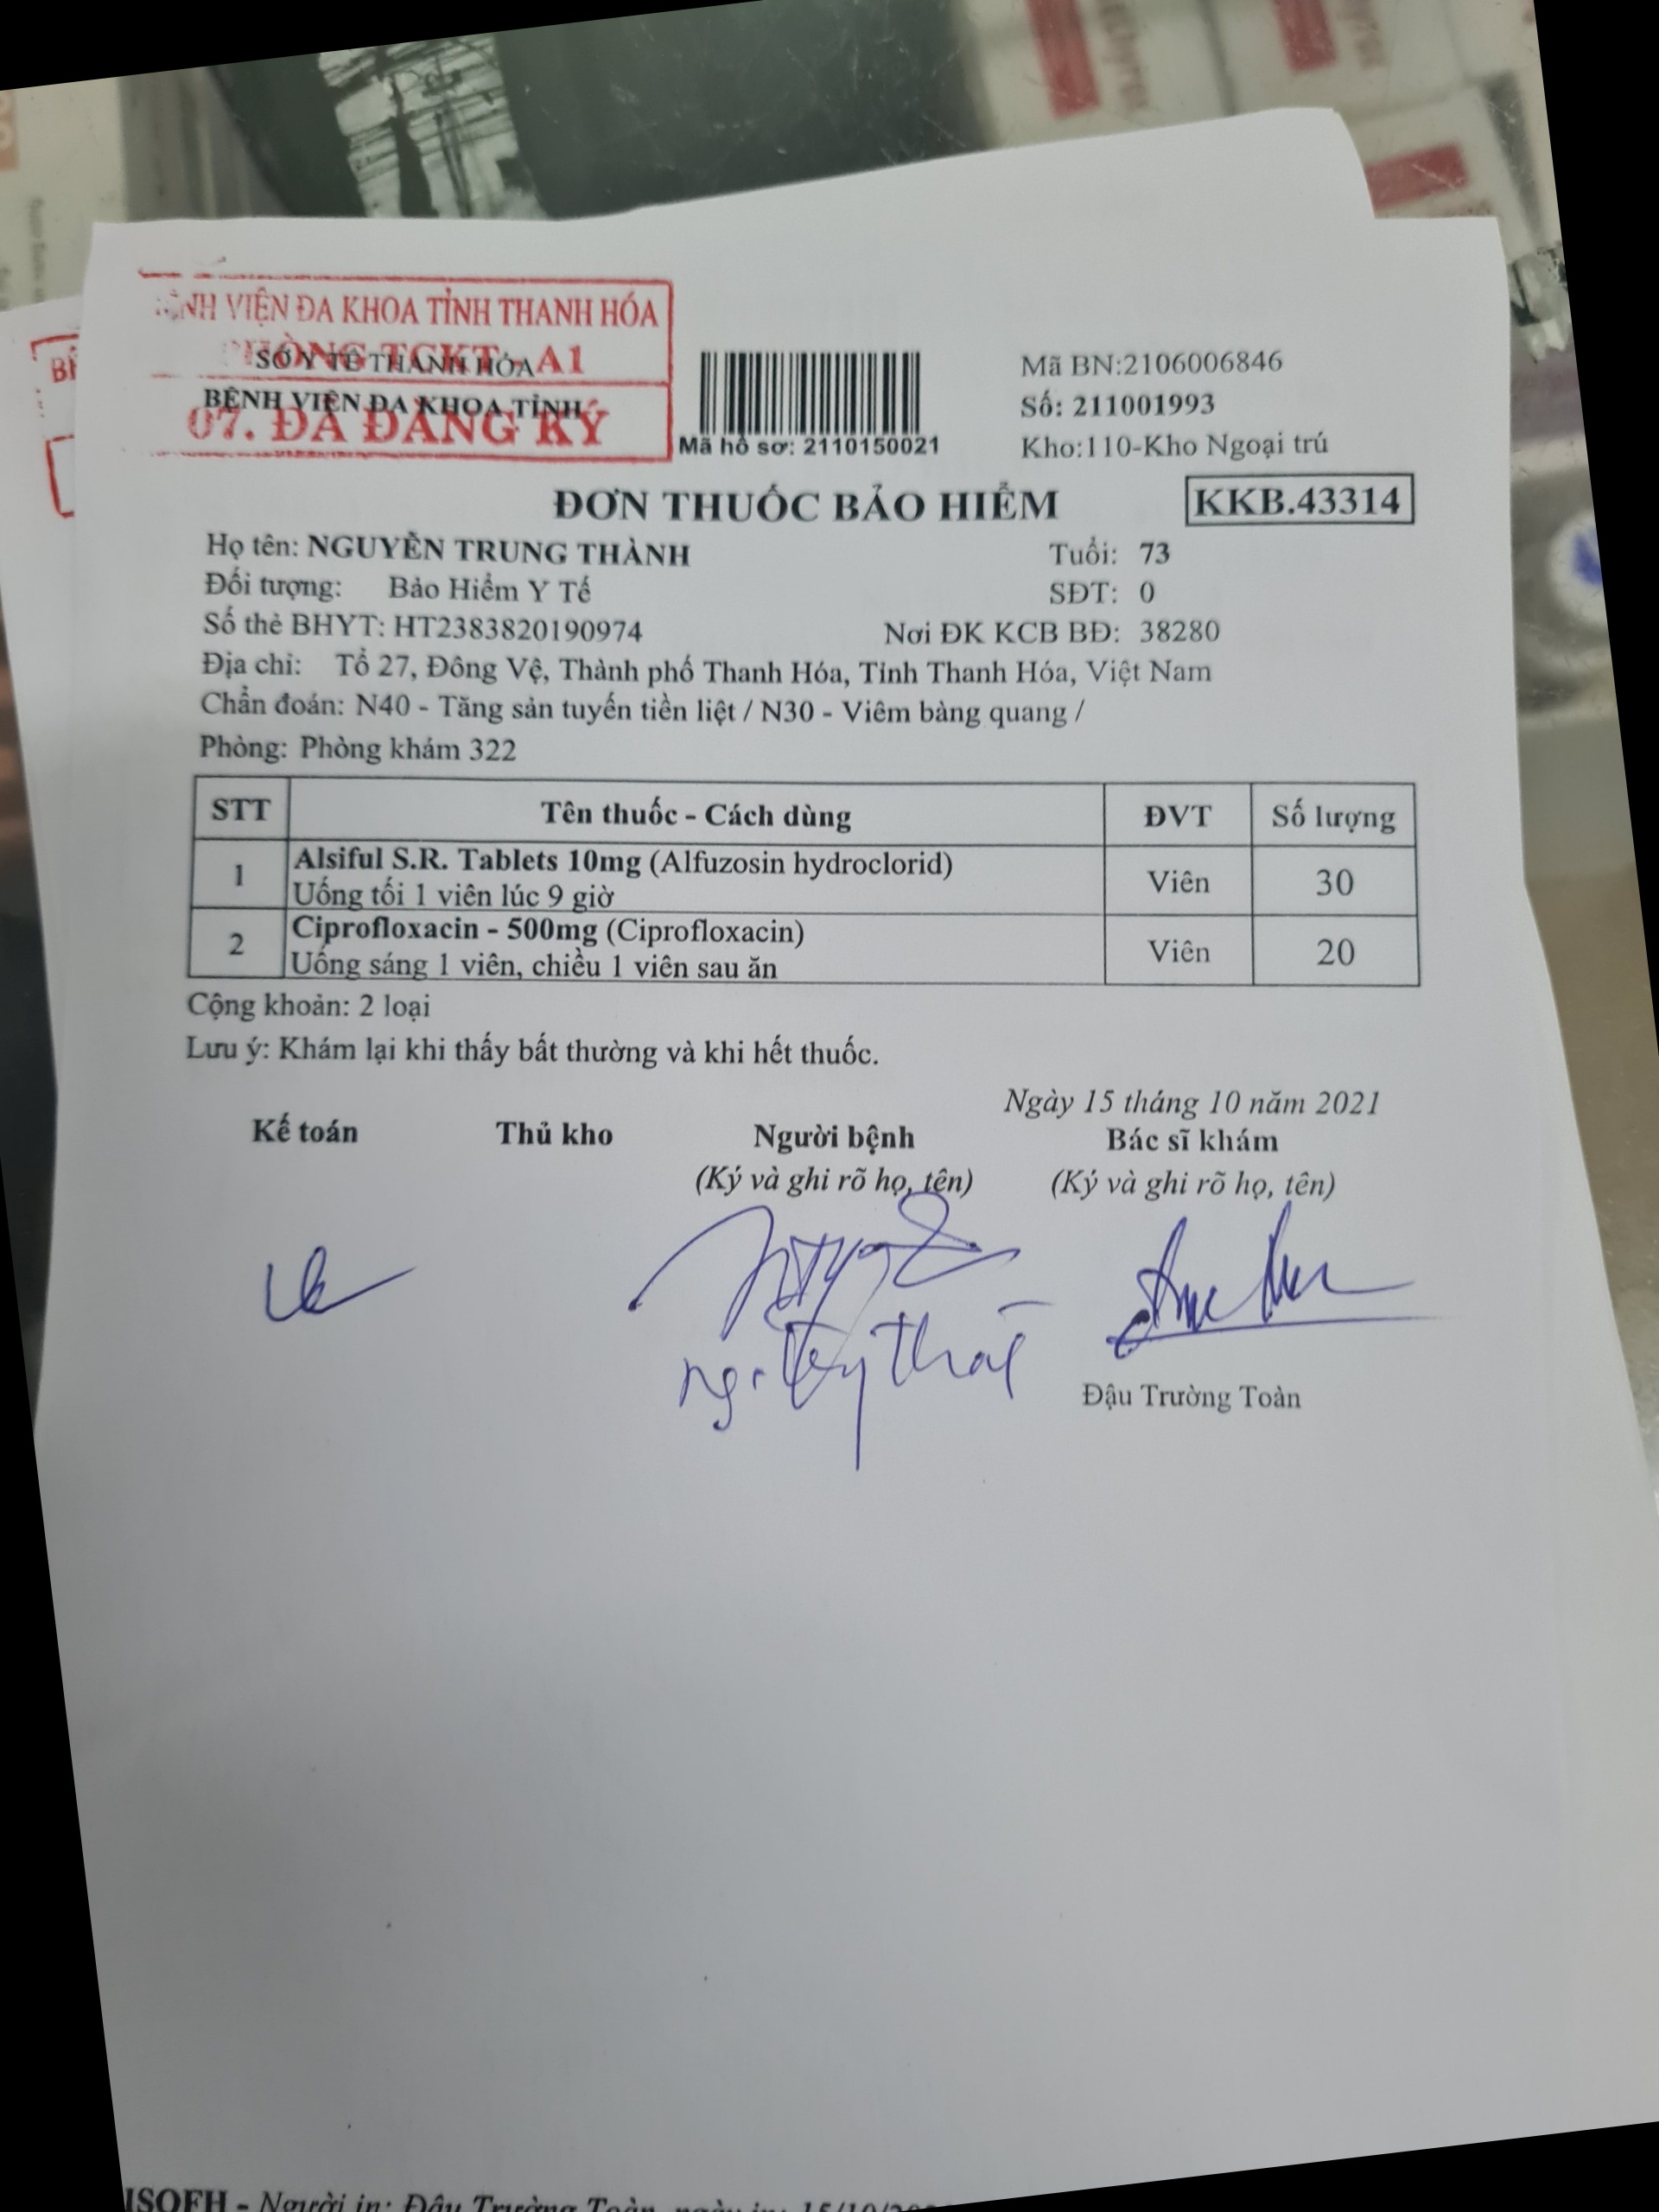 BỆNH VIỆN ĐA KHOA TỈNH THANH HÓA
PHÒNG TCKT - A1
07. ĐÃ ĐĂNG KÝ
SỞ Y TẾ THANH HÓA
BỆNH VIỆN ĐA KHOA TỈNH
Mã hồ sơ: 2110150021
Mã BN:2106006846
Số: 211001993
Kho:110-Kho Ngoại trú
ĐƠN THUỐC BẢO HIỂM
KKB.43314
Họ tên: NGUYỄN TRUNG THÀNH Tuổi: 73
Đối tượng: Bảo Hiểm Y Tế SĐT: 0
Số thẻ BHYT: HT2383820190974 Nơi ĐK KCB BĐ: 38280
Địa chỉ: Tổ 27, Đông Vệ, Thành phố Thanh Hóa, Tỉnh Thanh Hóa, Việt Nam
Chẩn đoán: N40 - Tăng sản tuyến tiền liệt / N30 - Viêm bàng quang /
Phòng: Phòng khám 322
STT Tên thuốc - Cách dùng ĐVT Số lượng
1 Alsiful S.R. Tablets 10mg (Alfuzosin hydroclorid) Viên 30
Uống tối 1 viên lúc 9 giờ
2 Ciprofloxacin - 500mg (Ciprofloxacin) Viên 20
Uống sáng 1 viên, chiều 1 viên sau ăn
Cộng khoản: 2 loại
Lưu ý: Khám lại khi thấy bất thường và khi hết thuốc.
Ngày 15 tháng 10 năm 2021
Kế toán Thủ kho Người bệnh Bác sĩ khám
(Ký và ghi rõ họ, tên) (Ký và ghi rõ họ, tên)
Đậu Trường Toàn
ISOFH - Người in: Đậu Trường Toàn, ngày in: 15/10/20